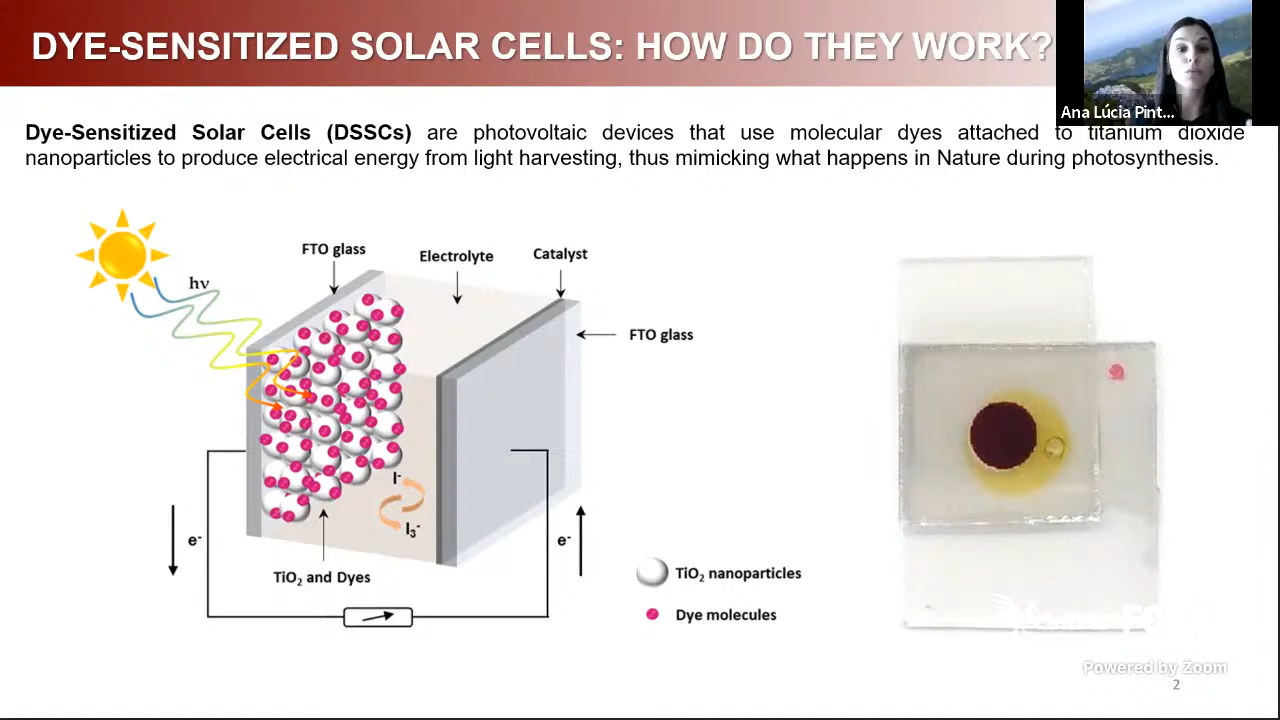 DYE-SENSITIZED SOLAR CELLS: HOW DO THEY WORK?
Ana Lúcia Pint...
Dye-Sensitized Solar Cells (DSSCs) are photovoltaic devices that use molecular dyes attached to titanium dioxide
nanoparticles to produce electrical energy from light harvesting, thus mimicking what happens in Nature during photosynthesis.
hν
FTO glass
Electrolyte
Catalyst
FTO glass
I⁻
I₃⁻
e⁻
e⁻
TiO₂ and Dyes
TiO₂ nanoparticles
Dye molecules
Powered by Zoom
2